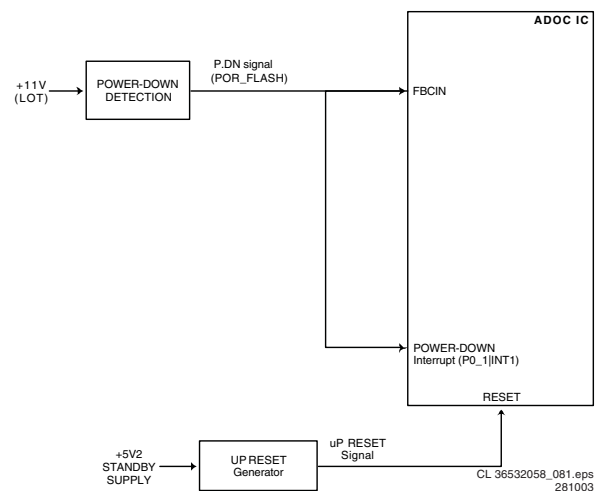 ADOC IC
P.DN signal
(POR_FLASH)
+11V
(LOT)
POWER-DOWN
DETECTION
FBCIN
POWER-DOWN
Interrupt (P0_1|INT1)
RESET
+5V2
STANDBY
SUPPLY
UP RESET
Generator
uP RESET
Signal
CL 36532058_081.eps
281003